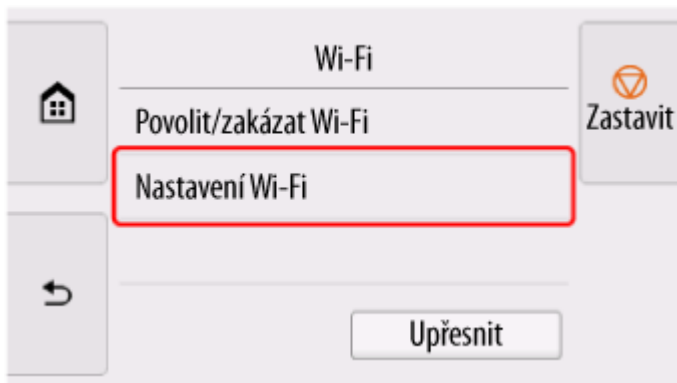 Wi-Fi
Povolit/zakázat Wi-Fi
Zastavit
Nastavení Wi-Fi
Upřesnit